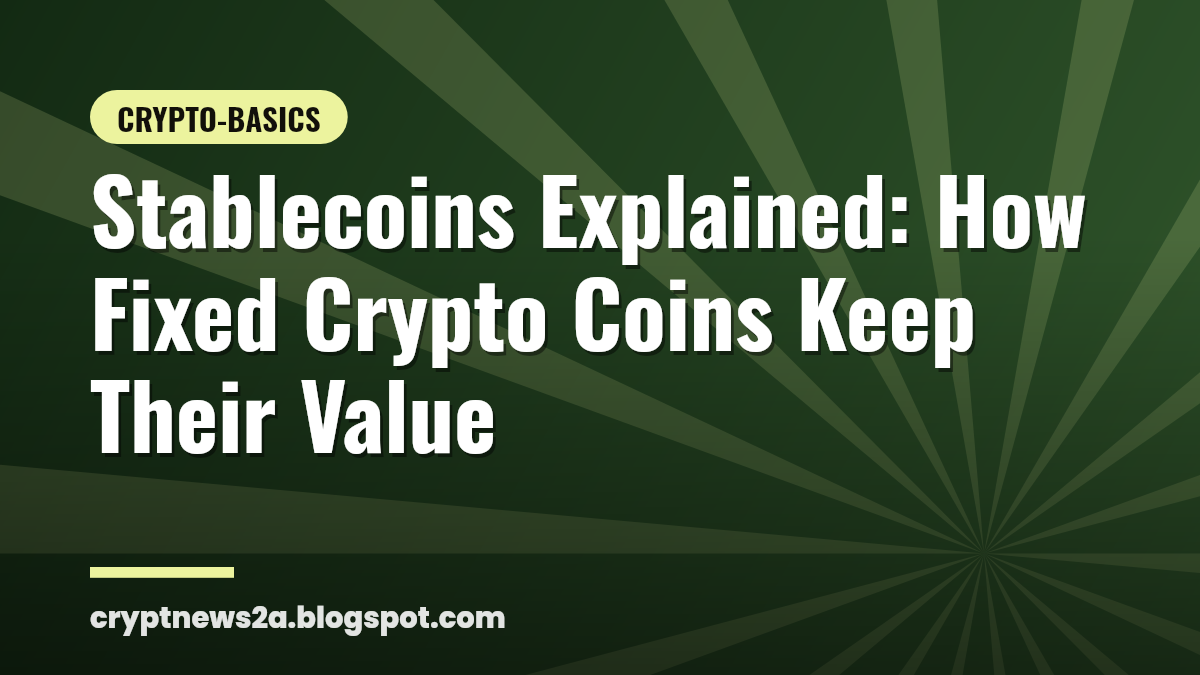 CRYPTO-BASICS
Stablecoins Explained: How
Fixed Crypto Coins Keep
Their Value
cryptnews2a.blogspot.com